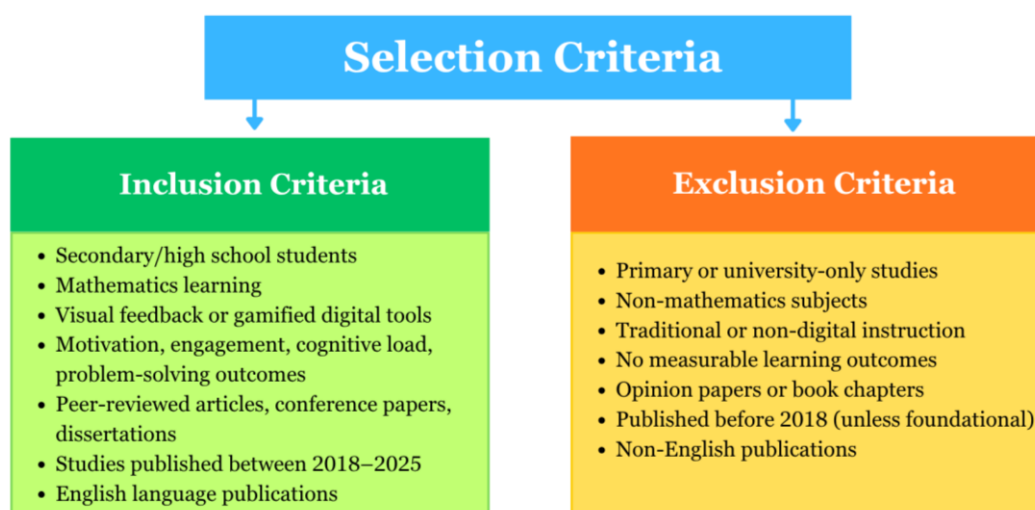 Selection Criteria
Inclusion Criteria
• Secondary/high school students
• Mathematics learning
• Visual feedback or gamified digital tools
• Motivation, engagement, cognitive load,
problem-solving outcomes
• Peer-reviewed articles, conference papers,
dissertations
• Studies published between 2018–2025
• English language publications
Exclusion Criteria
• Primary or university-only studies
• Non-mathematics subjects
• Traditional or non-digital instruction
• No measurable learning outcomes
• Opinion papers or book chapters
• Published before 2018 (unless foundational)
• Non-English publications